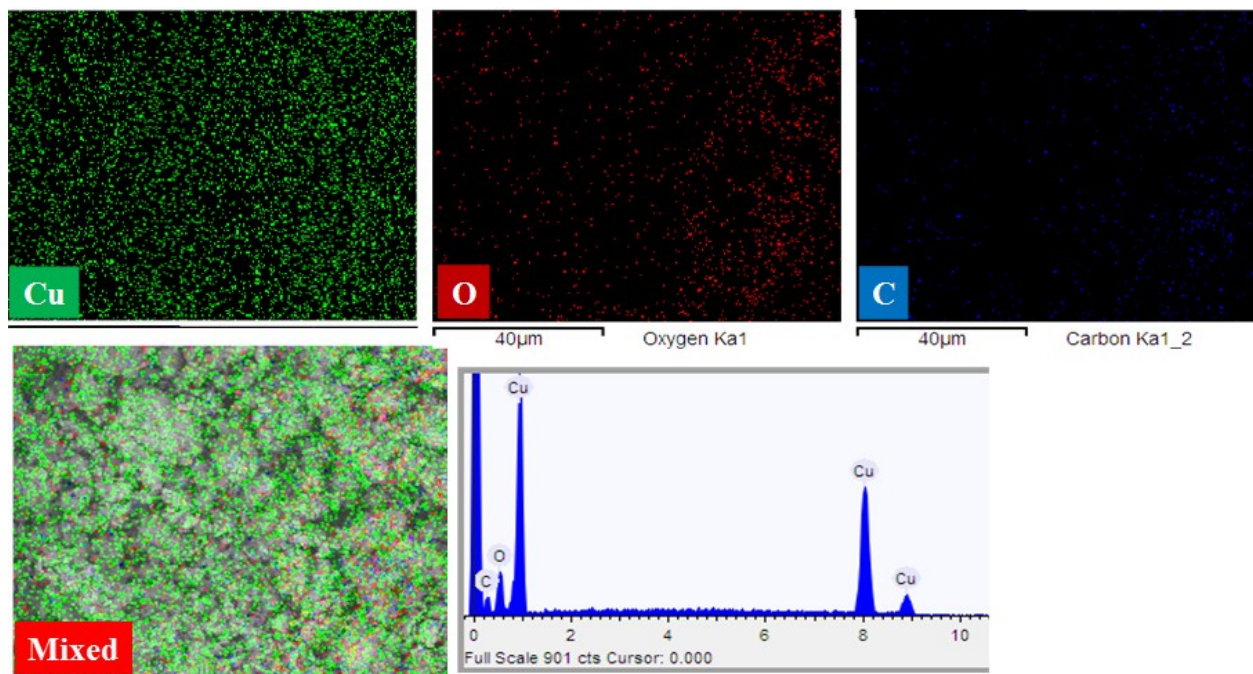 Cu
O
C
40μm
Oxygen Ka1
40μm
Carbon Ka1_2
Mixed
Cu
Cu
O
C
Cu
0 2 4 6 8 10
Full Scale 901 cts Cursor: 0.000